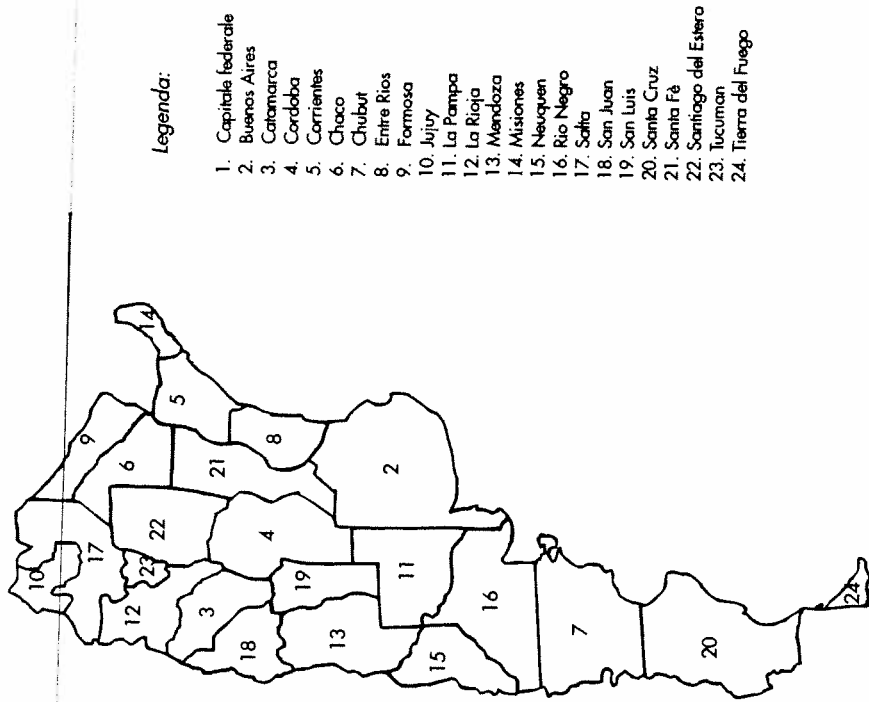 Legenda:
1. Capitale federale
2. Buenos Aires
3. Catamarca
4. Cordoba
5. Corrientes
6. Chaco
7. Chubut
8. Entre Rios
9. Formosa
10. Jujuy
11. La Pampa
12. La Rioja
13. Mendoza
14. Misiones
15. Neuquen
16. Rio Negro
17. Salta
18. San Juan
19. San Luis
20. Santa Cruz
21. Santa Fè
22. Santiago del Estero
23. Tucuman
24. Tierra del Fuego
10
17
9
14
6
5
23
12
22
21
3
8
18
4
19
2
13
11
15
16
7
20
24